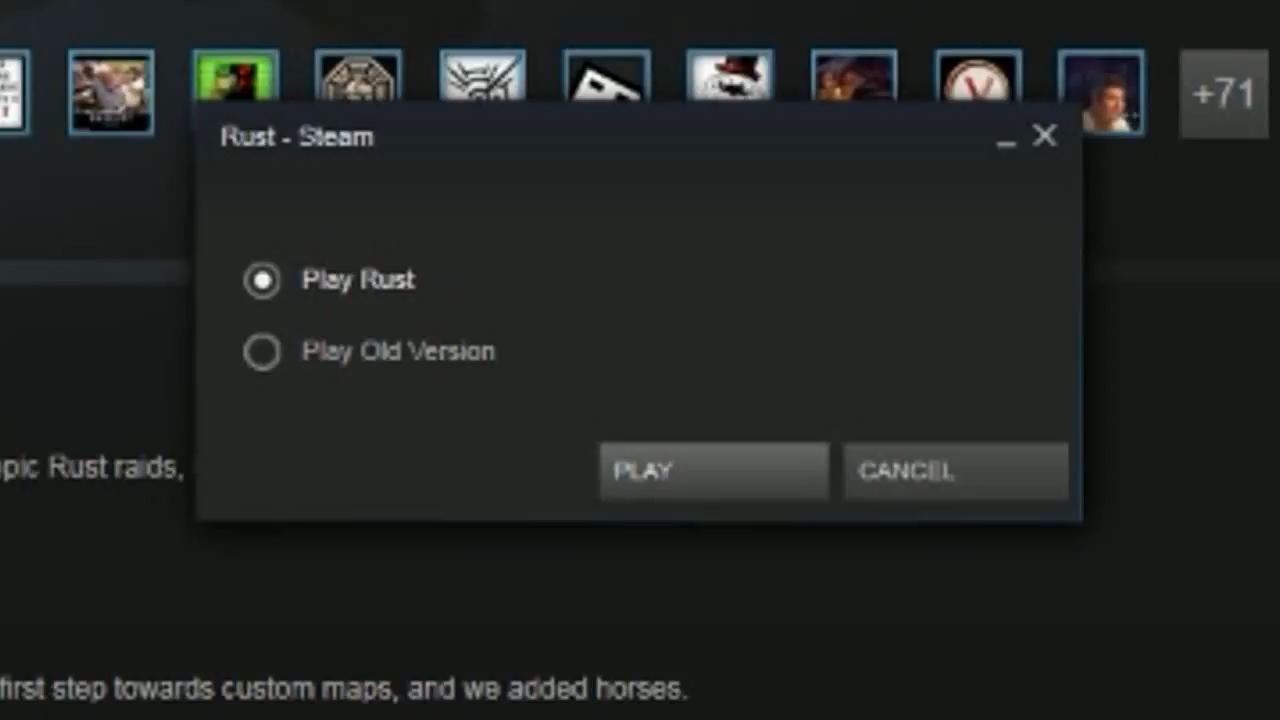 +71
Rust - Steam
Play Rust
Play Old Version
Rust raids,
PLAY
CANCEL
first step towards custom maps, and we added horses.